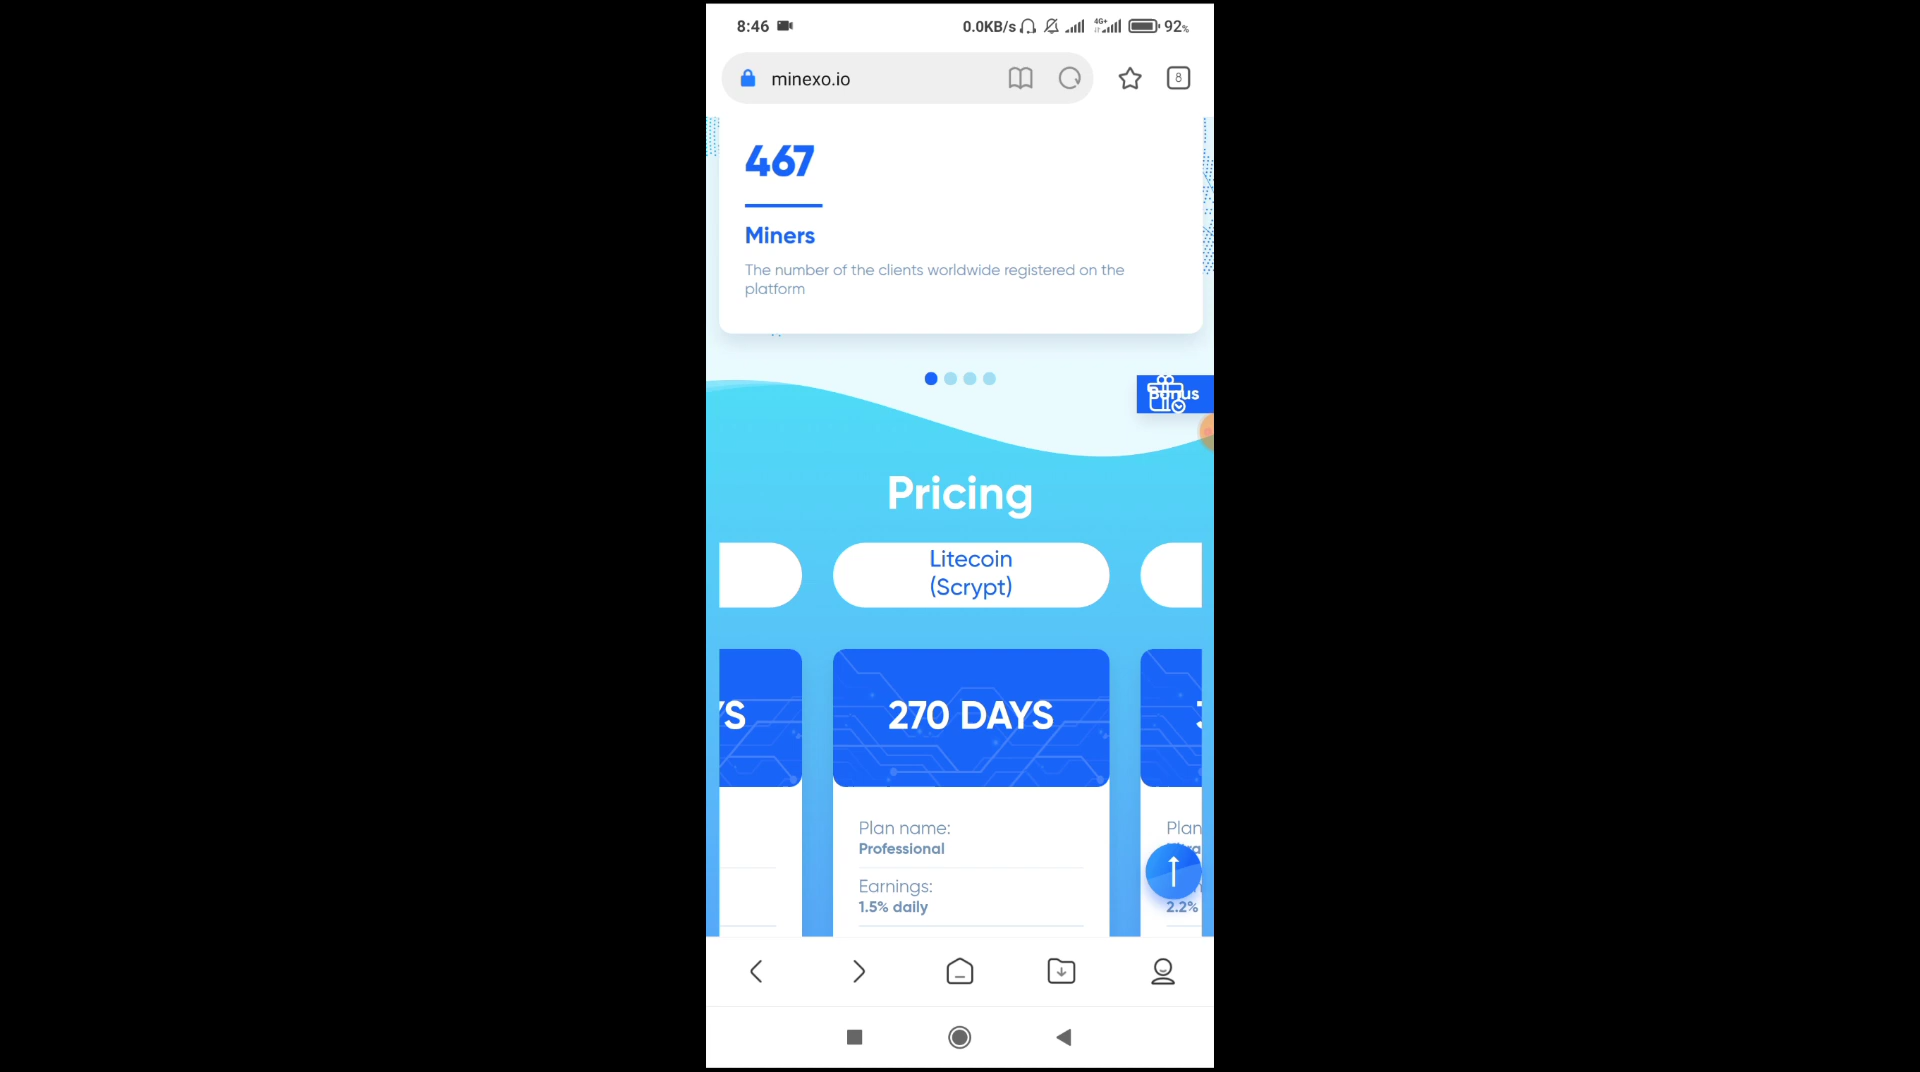 8:46 0.0KB/s 4G+ 92%
minexo.io 8
467
Miners
The number of the clients worldwide registered on the
platform
Bonus
Pricing
Litecoin
(Scrypt)
270 DAYS
Plan name:
Professional
Earnings:
1.5% daily
Plan
2.2%